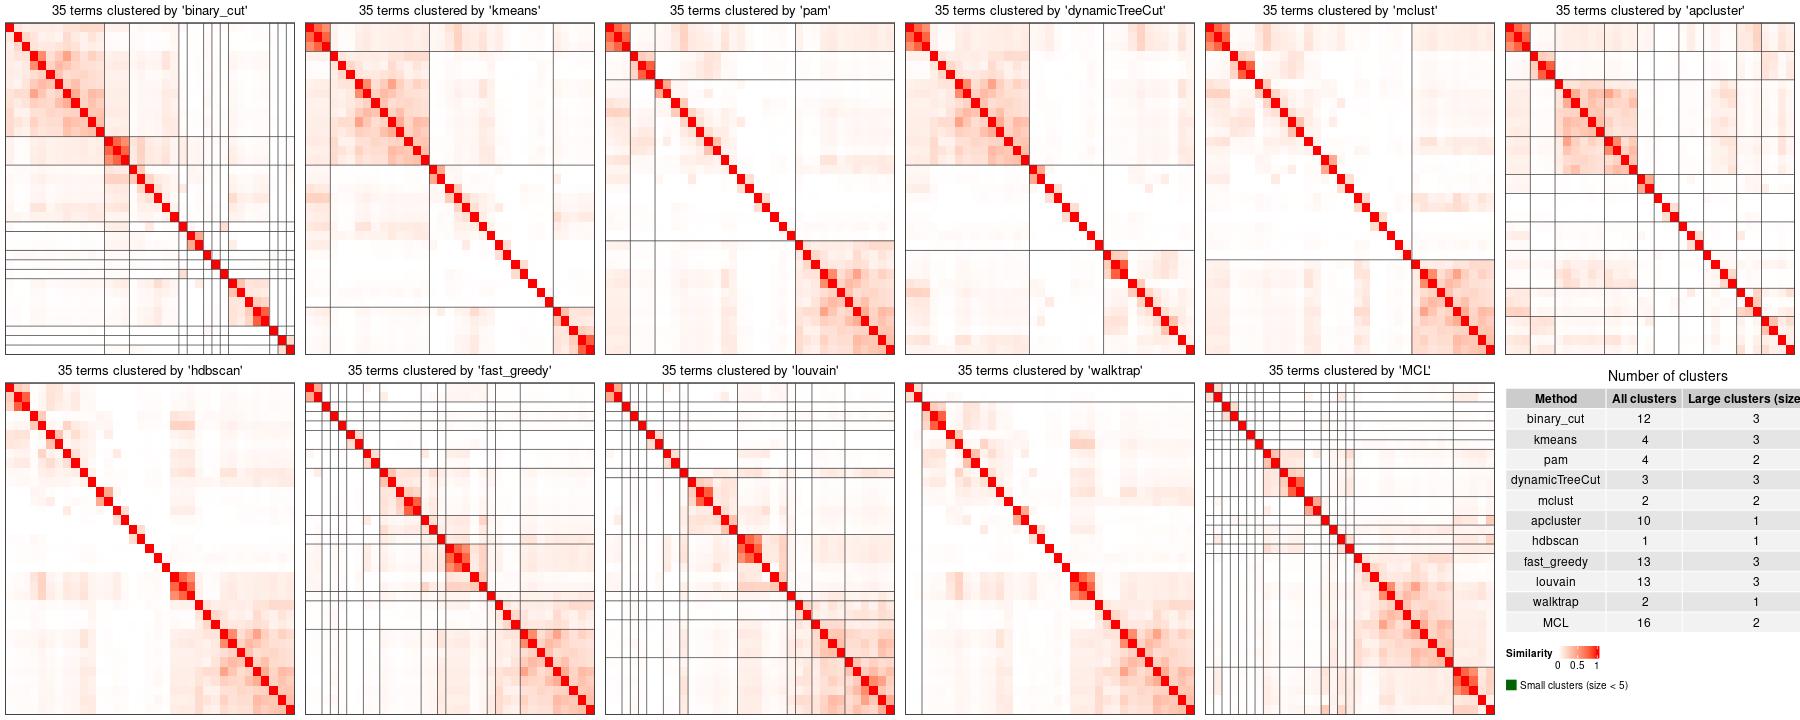 35 terms clustered by 'binary_cut'
35 terms clustered by 'kmeans'
35 terms clustered by 'pam'
35 terms clustered by 'dynamicTreeCut'
35 terms clustered by 'mclust'
35 terms clustered by 'apcluster'
35 terms clustered by 'hdbscan'
35 terms clustered by 'fast_greedy'
35 terms clustered by 'louvain'
35 terms clustered by 'walktrap'
35 terms clustered by 'MCL'
Number of clusters
Method All clusters Large clusters (size
binary_cut 12 3
kmeans 4 3
pam 4 2
dynamicTreeCut 3 3
mclust 2 2
apcluster 10 1
hdbscan 1 1
fast_greedy 13 3
louvain 13 3
walktrap 2 1
MCL 16 2
Similarity
0 0.5 1
Small clusters (size < 5)